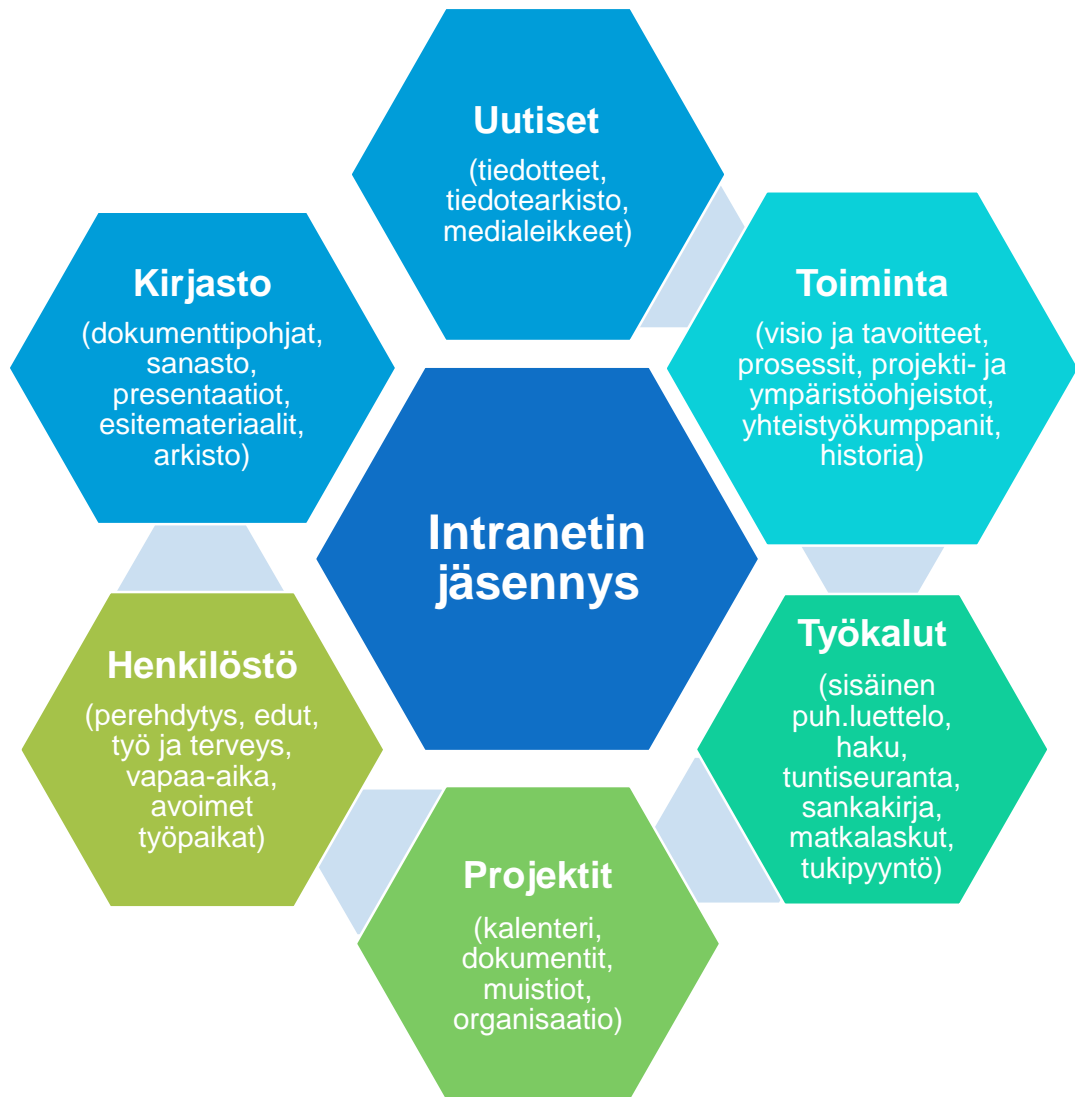 Uutiset
(tiedotteet,
tiedotearkisto,
medialeikkeet)
Toiminta
(visio ja tavoitteet,
prosessit, projekti- ja
ympäristöohjeistot,
yhteistyökumppanit,
historia)
Työkalut
(sisäinen
puh.luettelo,
haku,
tuntiseuranta,
sankakirja,
matkalaskut,
tukipyyntö)
Projektit
(kalenteri,
dokumentit,
muistiot,
organisaatio)
Henkilöstö
(perehdytys, edut,
työ ja terveys,
vapaa-aika,
avoimet
työpaikat)
Kirjasto
(dokumenttipohjat,
sanasto,
presentaatiot,
esitemateriaalit,
arkisto)
Intranetin
jäsennys